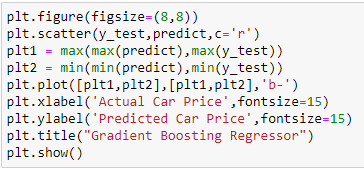 plt.figure(figsize=(8,8))
plt.scatter(y_test,predict,c='r')
plt1 = max(max(predict),max(y_test))
plt2 = min(min(predict),min(y_test))
plt.plot([plt1,plt2],[plt1,plt2],'b-')
plt.xlabel('Actual Car Price',fontsize=15)
plt.ylabel('Predicted Car Price',fontsize=15)
plt.title("Gradient Boosting Regressor")
plt.show()